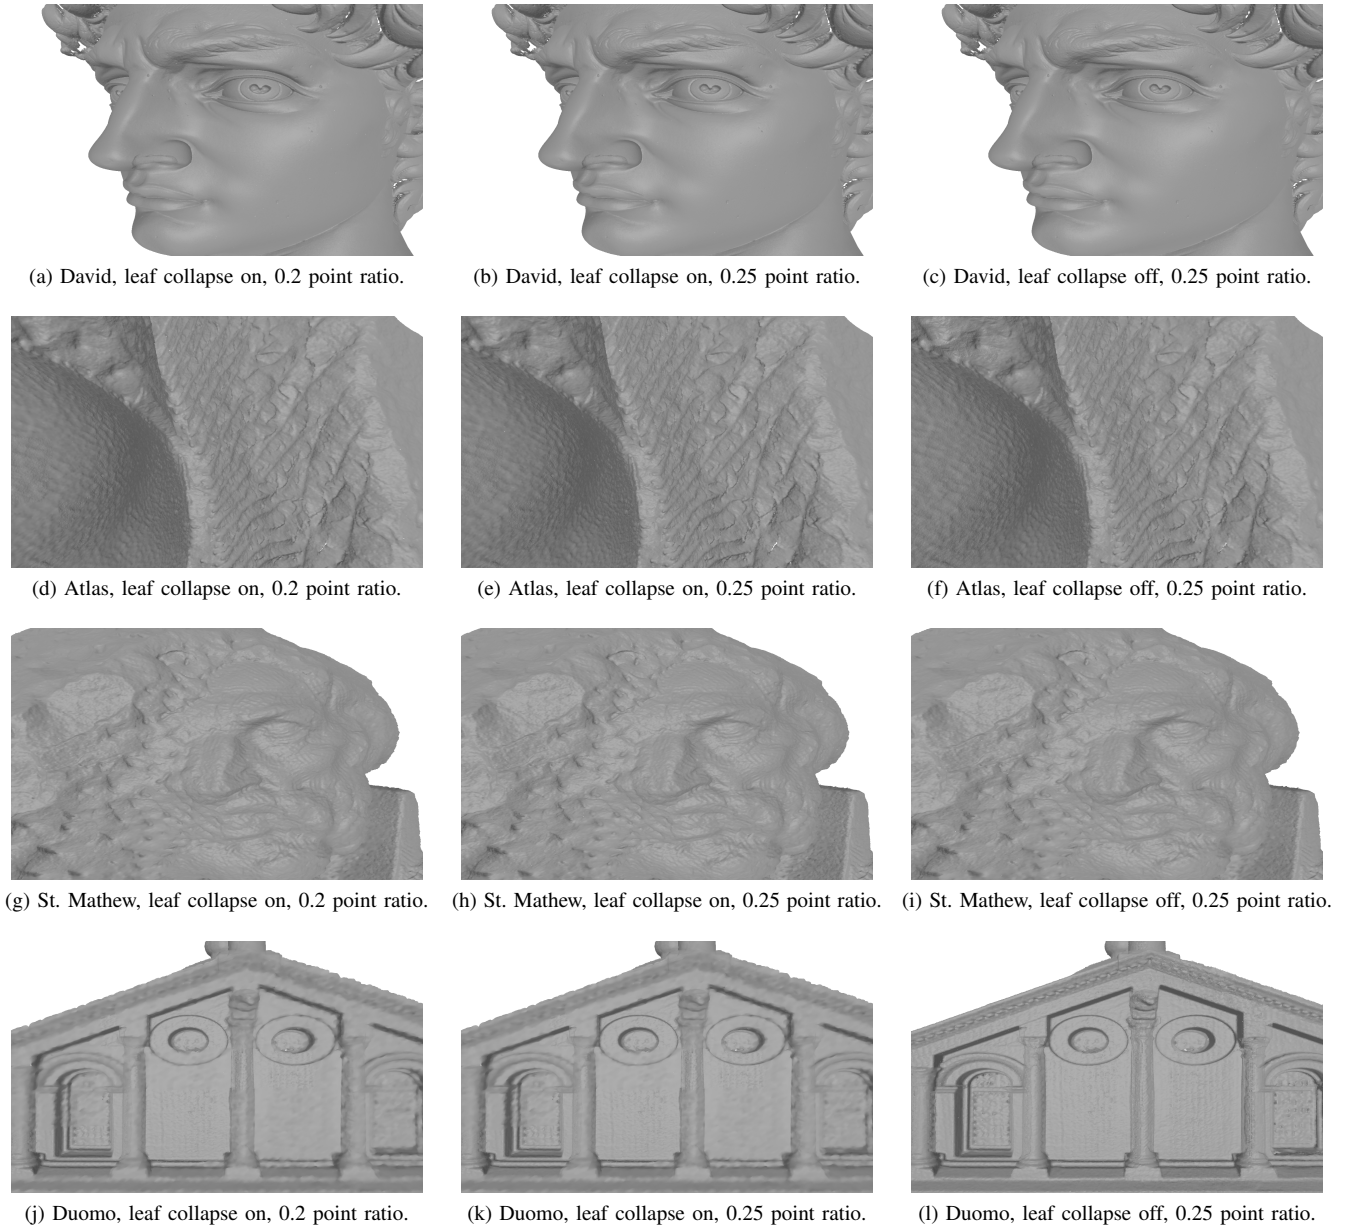 (a) David, leaf collapse on, 0.2 point ratio.
(b) David, leaf collapse on, 0.25 point ratio.
(c) David, leaf collapse off, 0.25 point ratio.
(d) Atlas, leaf collapse on, 0.2 point ratio.
(e) Atlas, leaf collapse on, 0.25 point ratio.
(f) Atlas, leaf collapse off, 0.25 point ratio.
(g) St. Mathew, leaf collapse on, 0.2 point ratio.
(h) St. Mathew, leaf collapse on, 0.25 point ratio.
(i) St. Mathew, leaf collapse off, 0.25 point ratio.
(j) Duomo, leaf collapse on, 0.2 point ratio.
(k) Duomo, leaf collapse on, 0.25 point ratio.
(l) Duomo, leaf collapse off, 0.25 point ratio.